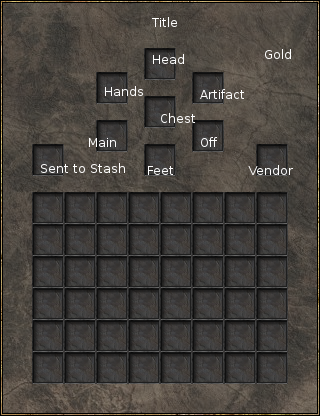 Title
Head
Gold
Hands
Artifact
Chest
Main
Off
Sent to Stash
Feet
Vendor